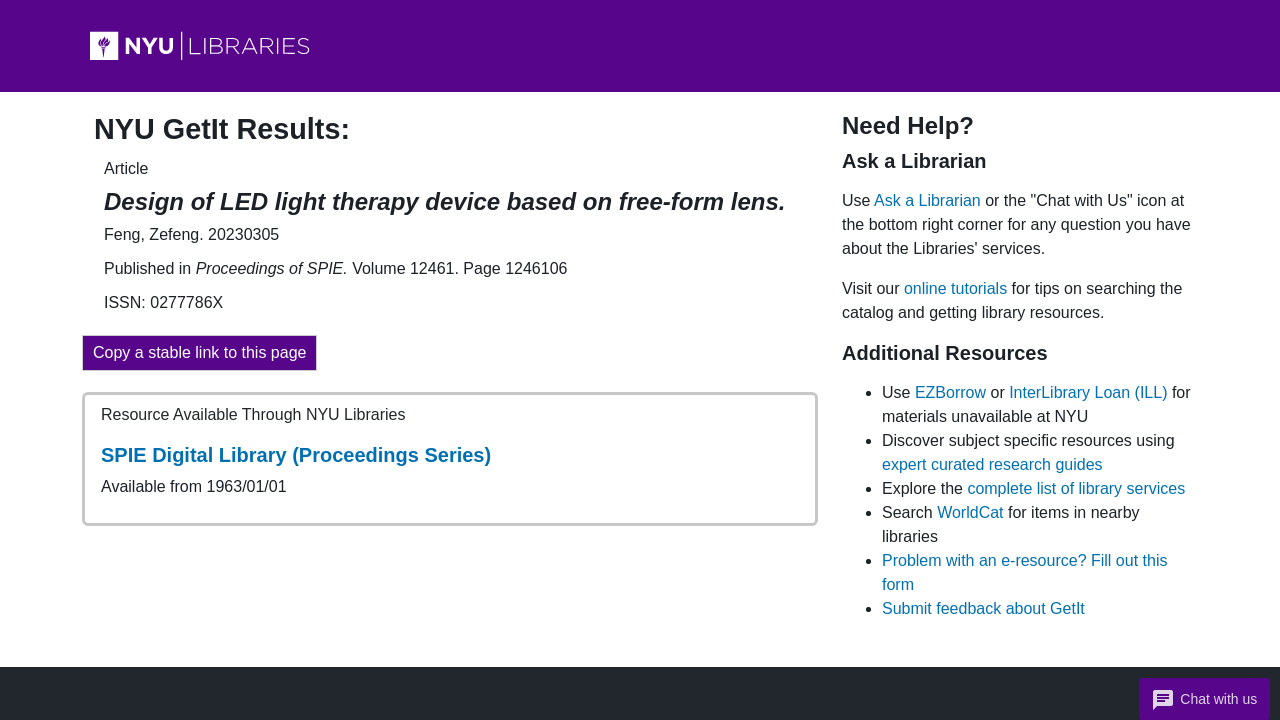 NYU LIBRARIES
NYU GetIt Results:
Article
Design of LED light therapy device based on free-form lens.
Feng, Zefeng. 20230305
Published in Proceedings of SPIE. Volume 12461. Page 1246106
ISSN: 0277786X
Copy a stable link to this page
Resource Available Through NYU Libraries
SPIE Digital Library (Proceedings Series)
Available from 1963/01/01
Need Help?
Ask a Librarian
Use Ask a Librarian or the "Chat with Us" icon at
the bottom right corner for any question you have
about the Libraries' services.
Visit our online tutorials for tips on searching the
catalog and getting library resources.
Additional Resources
Use EZBorrow or InterLibrary Loan (ILL) for
materials unavailable at NYU
Discover subject specific resources using
expert curated research guides
Explore the complete list of library services
Search WorldCat for items in nearby
libraries
Problem with an e-resource? Fill out this
form
Submit feedback about GetIt
Chat with us